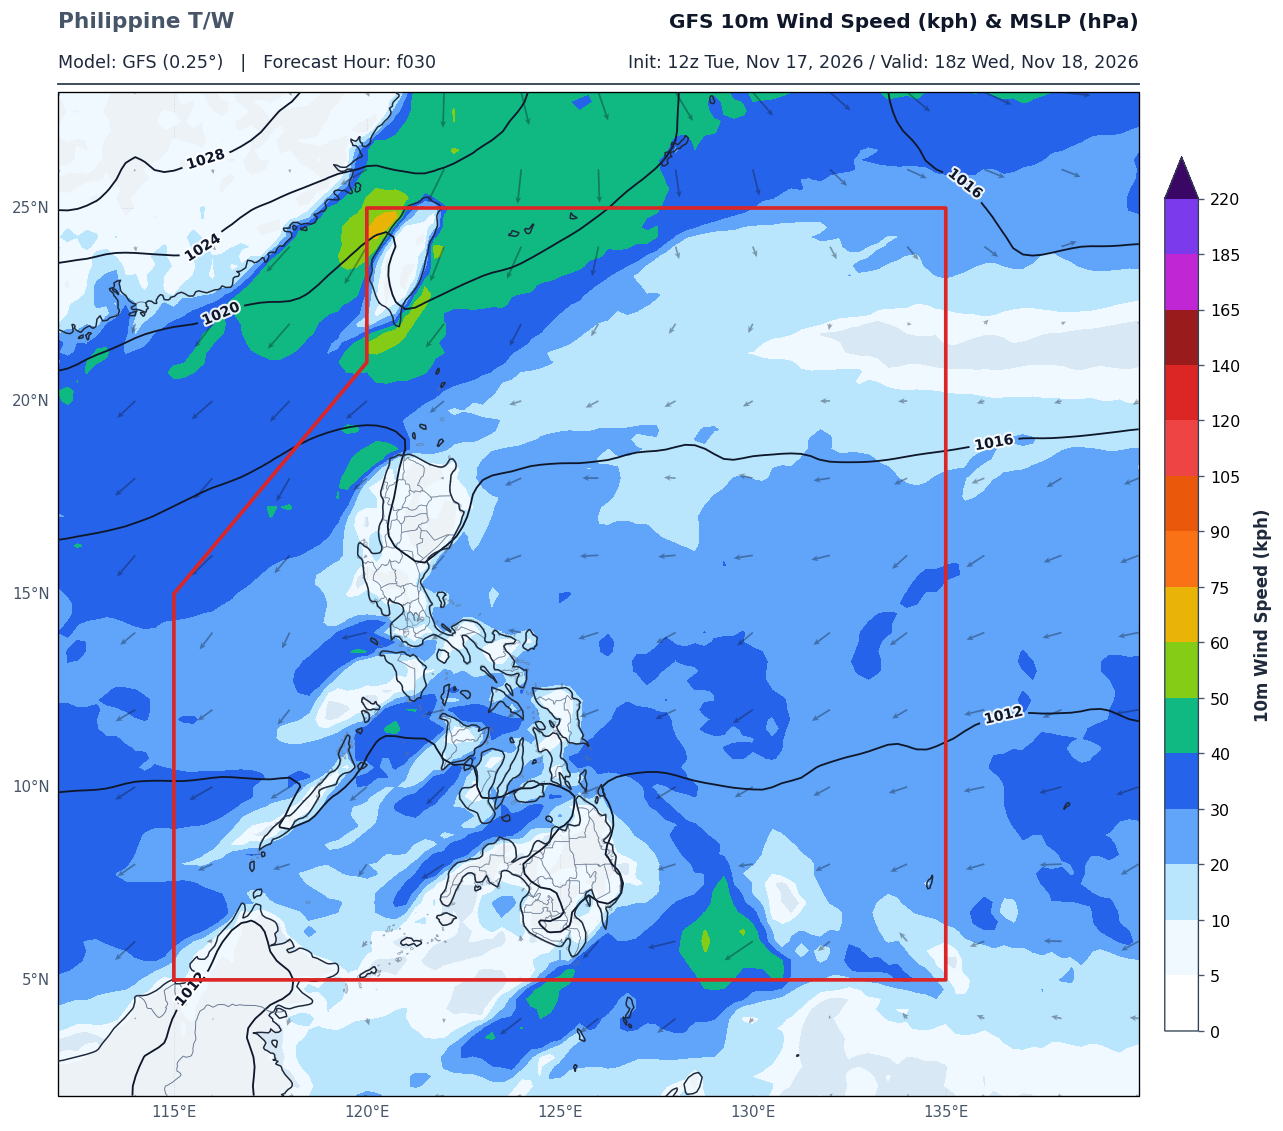 Philippine T/W
GFS 10m Wind Speed (kph) & MSLP (hPa)
Model: GFS (0.25°)   |   Forecast Hour: f030
Init: 12z Tue, Nov 17, 2026 / Valid: 18z Wed, Nov 18, 2026
1028
1024
1020
1016
1016
1012
1012
25°N
20°N
15°N
10°N
5°N
115°E
120°E
125°E
130°E
135°E
220
185
165
140
120
105
90
75
60
50
40
30
20
10
5
0
10m Wind Speed (kph)